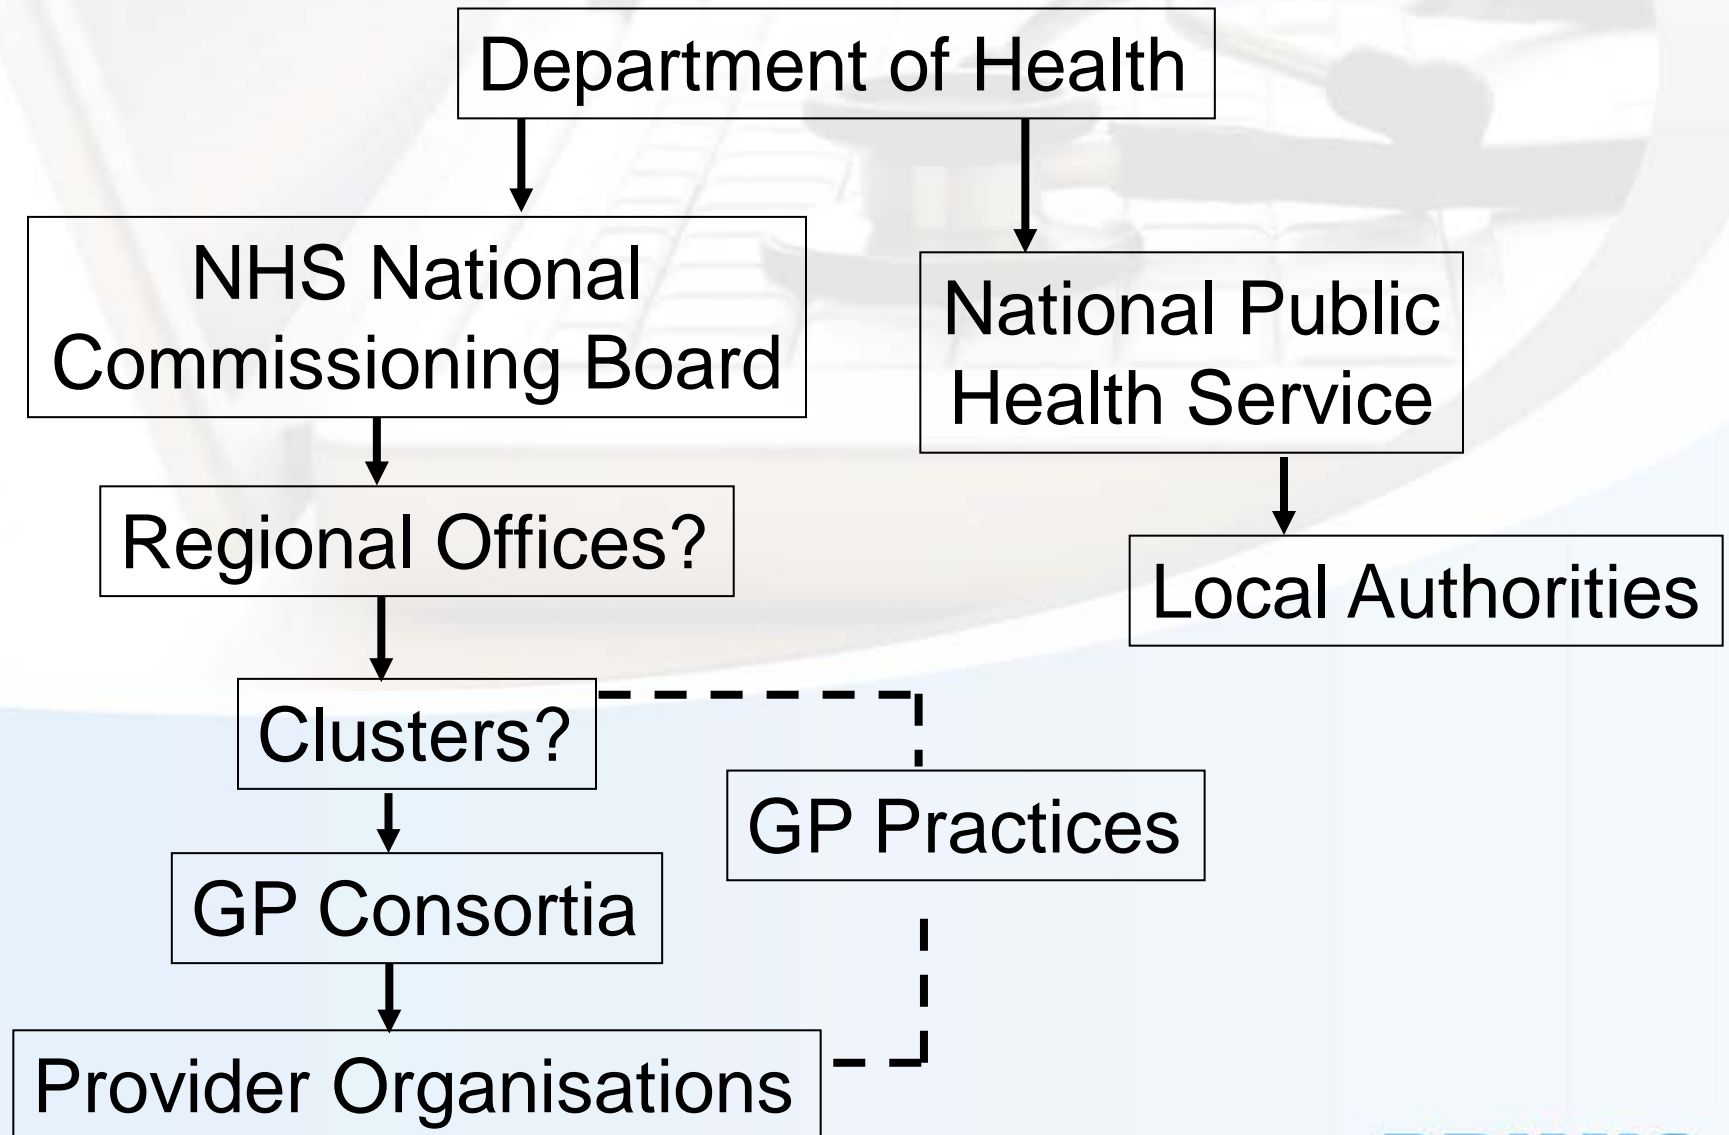 Department of Health
NHS National
Commissioning Board
National Public
Health Service
Regional Offices?
Local Authorities
Clusters?
GP Practices
GP Consortia
Provider Organisations